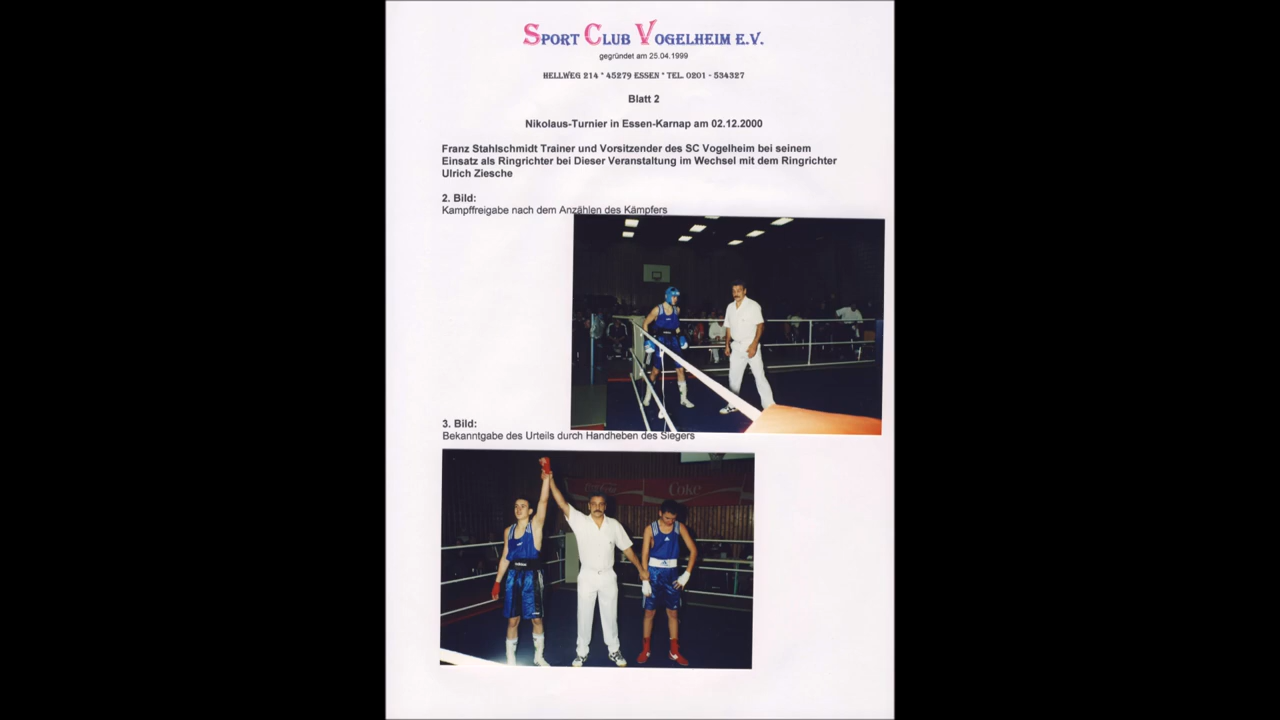 SPORT CLUB VOGELHEIM E.V.
gegründet am 25.04.1999
HELLWEG 214 * 45279 ESSEN * TEL. 0201 - 534327
Blatt 2
Nikolaus-Turnier in Essen-Karnap am 02.12.2000
Franz Stahlschmidt Trainer und Vorsitzender des SC Vogelheim bei seinem
Einsatz als Ringrichter bei Dieser Veranstaltung im Wechsel mit dem Ringrichter
Ulrich Ziesche
2. Bild:
Kampffreigabe nach dem Anzählen des Kämpfers
3. Bild:
Bekanntgabe des Urteils durch Handheben des Siegers
Coke